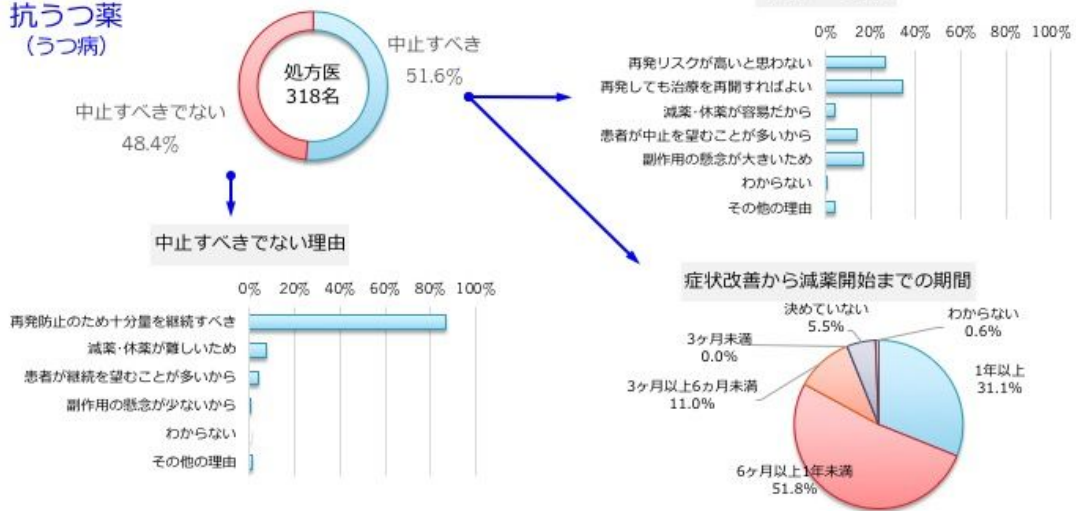 抗うつ薬
（うつ病）
処方医
318名
中止すべき
51.6%
中止すべきでない
48.4%
0% 20% 40% 60% 80% 100%
再発リスクが高いと思わない
再発しても治療を再開すればよい
減薬･休薬が容易だから
患者が中止を望むことが多いから
副作用の懸念が大きいため
わからない
その他の理由
中止すべきでない理由
0% 20% 40% 60% 80% 100%
再発防止のため十分量を継続すべき
減薬･休薬が難しいため
患者が継続を望むことが多いから
副作用の懸念が少ないから
わからない
その他の理由
症状改善から減薬開始までの期間
決めていない
5.5%
わからない
0.6%
3ヶ月未満
0.0%
1年以上
31.1%
3ヶ月以上6ヵ月未満
11.0%
6ヶ月以上1年未満
51.8%